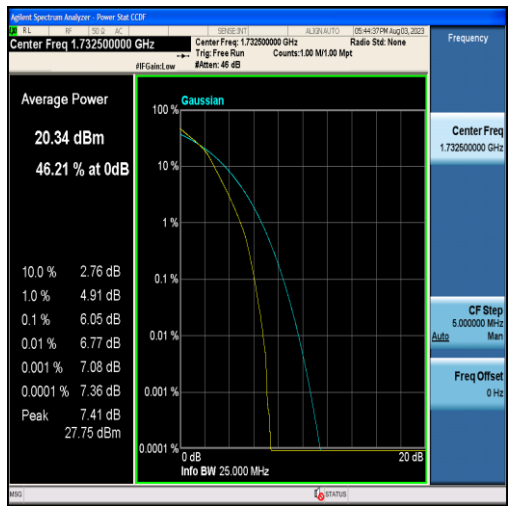 Agilent Spectrum Analyzer - Power Stat CCDF
RL RF 50 Ω AC SENSE:INT ALIGN AUTO 05:44:37PM Aug 03, 2023
Center Freq 1.732500000 GHz
Center Freq: 1.732500000 GHz Radio Std: None
Trig: Free Run Counts:1.00 M/1.00 Mpt
#IFGain:Low #Atten: 46 dB
Frequency
Average Power
20.34 dBm
46.21 % at 0dB
10.0 % 2.76 dB
1.0 % 4.91 dB
0.1 % 6.05 dB
0.01 % 6.77 dB
0.001 % 7.08 dB
0.0001 % 7.36 dB
Peak 7.41 dB
27.75 dBm
Gaussian
100 %
10 %
1 %
0.1 %
0.01 %
0.001 %
0.0001 %
0 dB 20 dB
Info BW 25.000 MHz
Center Freq
1.732500000 GHz
CF Step
5.000000 MHz
Auto Man
Freq Offset
0 Hz
MSG STATUS